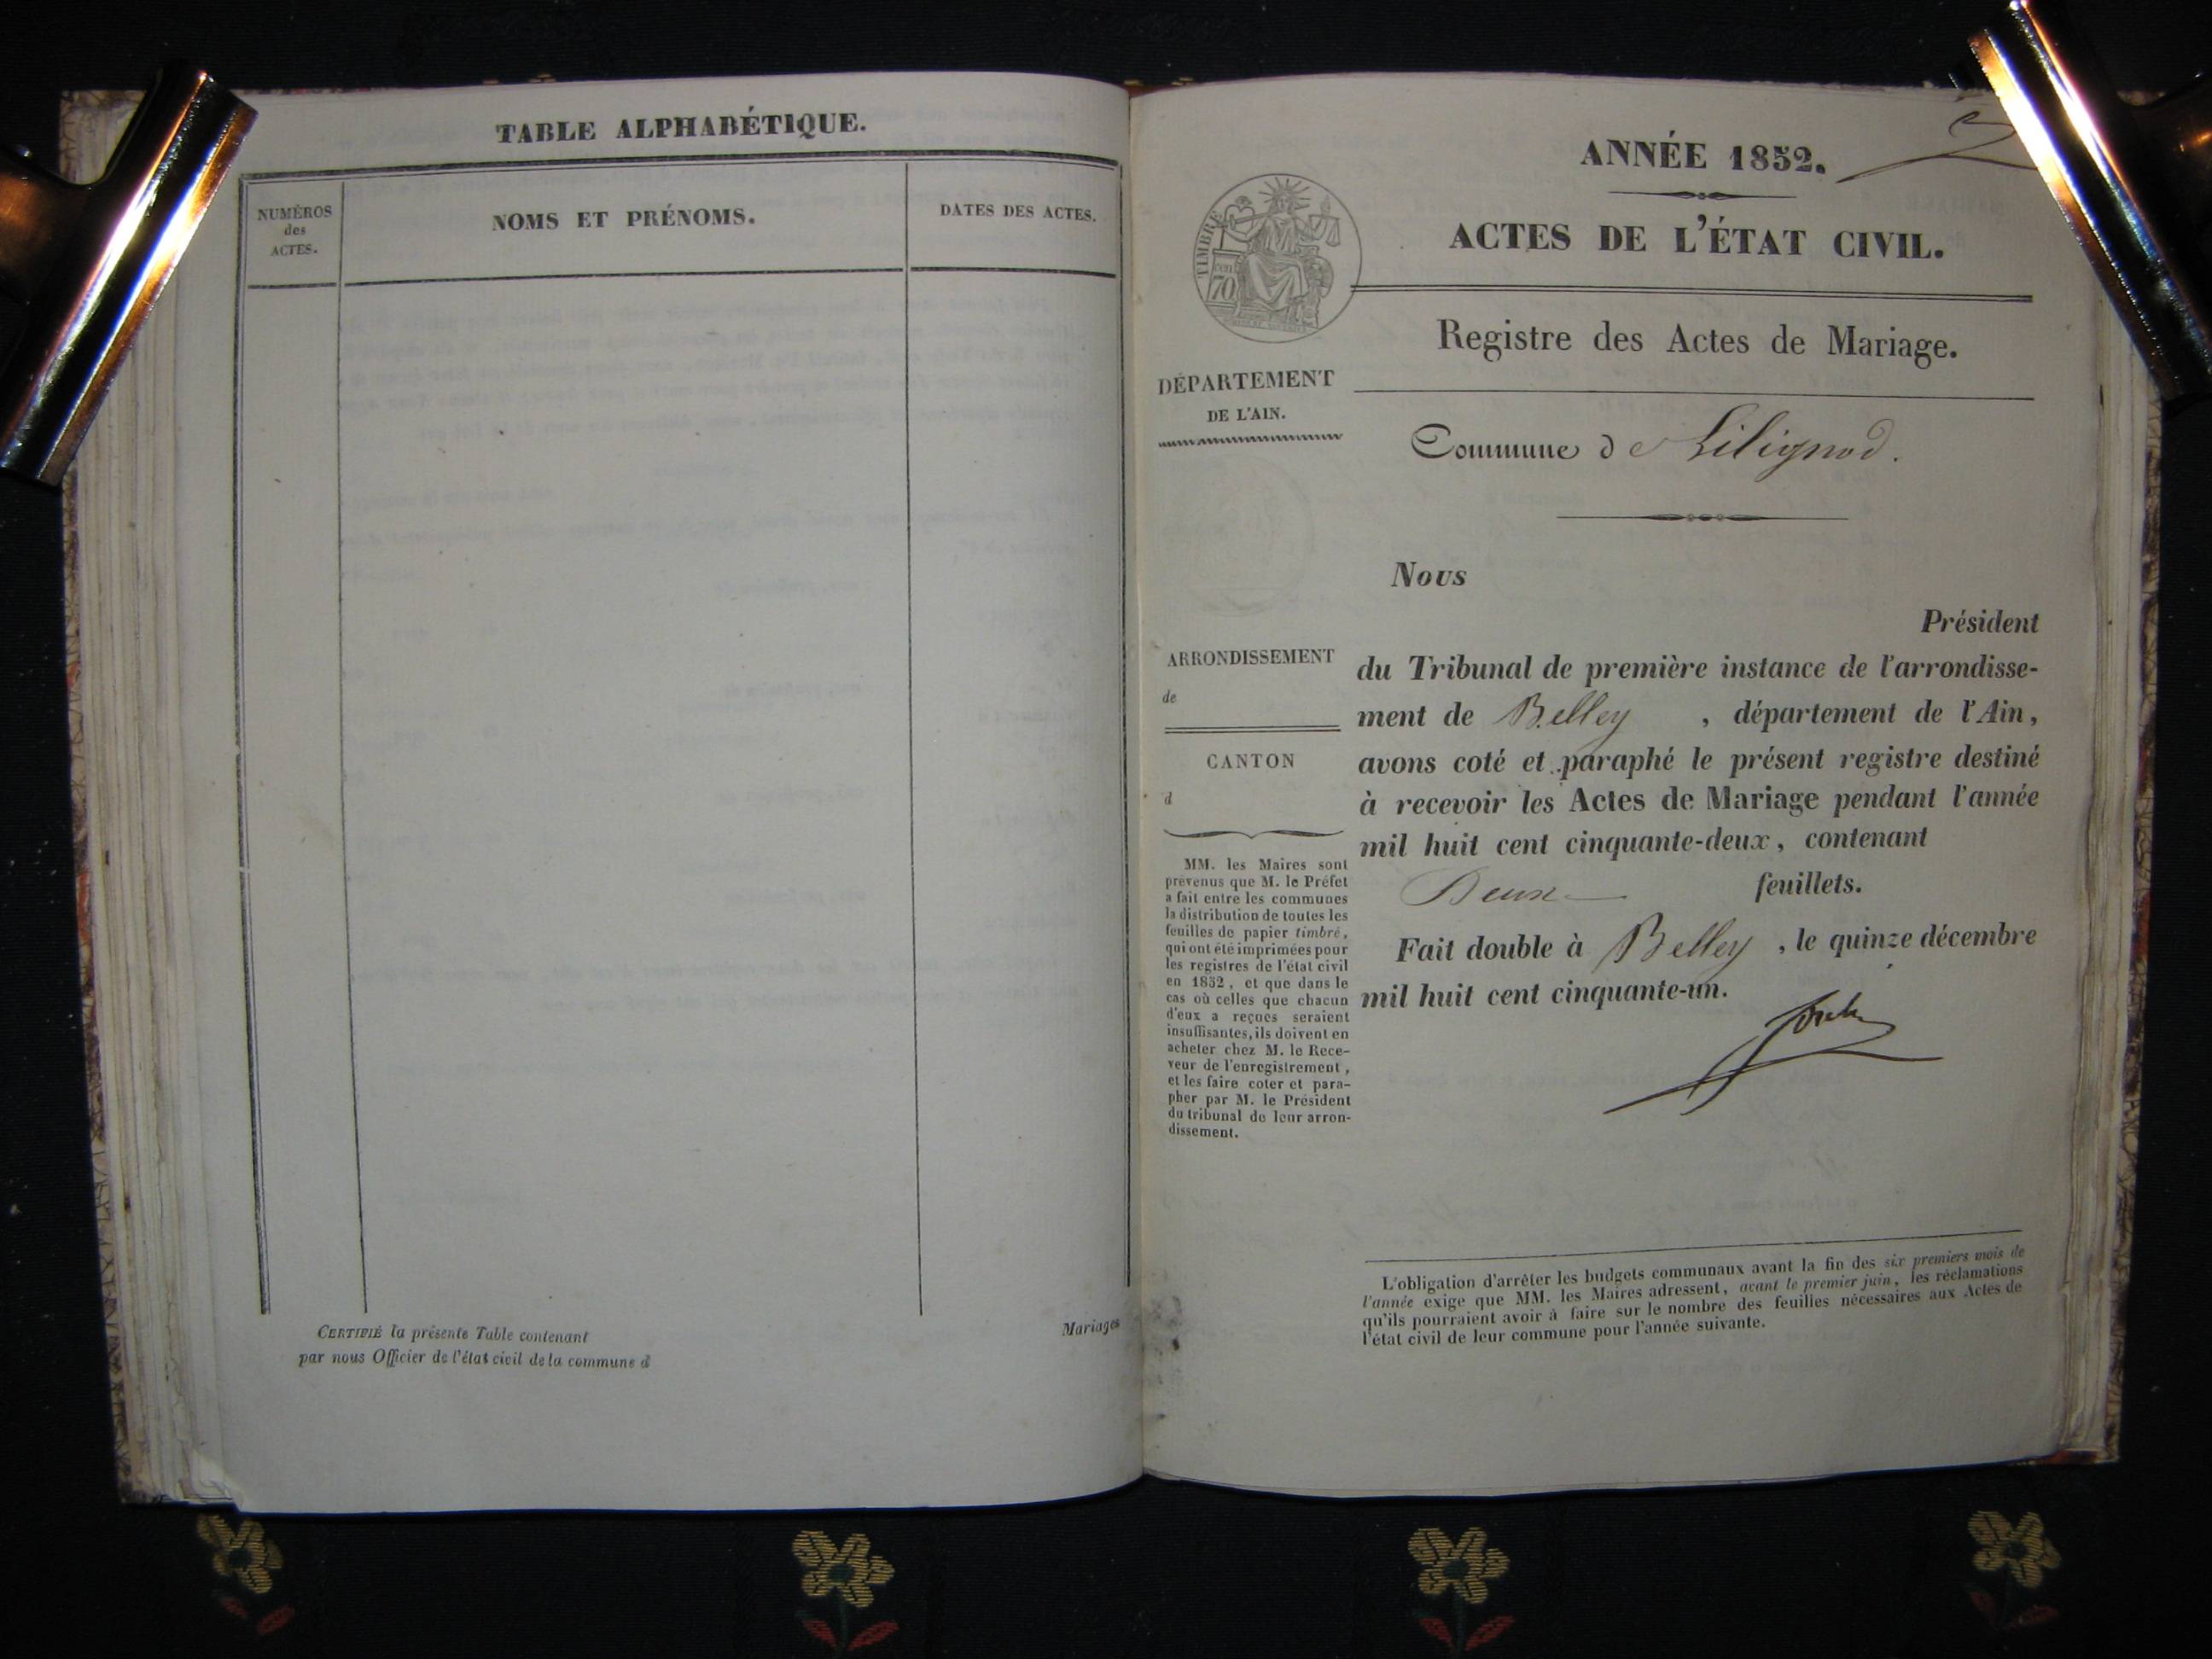 TABLE ALPHABÉTIQUE.
NUMÉROS
des
ACTES.
NOMS ET PRÉNOMS.
DATES DES ACTES.
CERTIFIÉ la présente Table contenant
par nous Officier de l'état civil de la commune d
Mariages
ANNÉE 1852.
ACTES DE L'ÉTAT CIVIL.
TIMBRE
70
Registre des Actes de Mariage.
DÉPARTEMENT
DE L'AIN.
Commune de Lilignod.
Nous
Président
ARRONDISSEMENT
de
CANTON
d
du Tribunal de première instance de l'arrondisse-
ment de Belley , département de l'Ain,
avons coté et paraphé le présent registre destiné
à recevoir les Actes de Mariage pendant l'année
mil huit cent cinquante-deux, contenant
Deux feuillets.
Fait double à Belley , le quinze décembre
mil huit cent cinquante-un.
MM. les Maires sont
prévenus que M. le Préfet
a fait entre les communes
la distribution de toutes les
feuilles de papier timbré,
qui ont été imprimées pour
les registres de l'état civil
en 1852, et que dans le
cas où celles que chacun
d'eux a reçues seraient
insuffisantes, ils doivent en
acheter chez M. le Rece-
veur de l'enregistrement,
et les faire coter et para-
pher par M. le Président
du tribunal de leur arron-
dissement.
L'obligation d'arrêter les budgets communaux avant la fin des six premiers mois de
l'année exige que MM. les Maires adressent, avant le premier juin, les réclamations
qu'ils pourraient avoir à faire sur le nombre des feuilles nécessaires aux Actes de
l'état civil de leur commune pour l'année suivante.